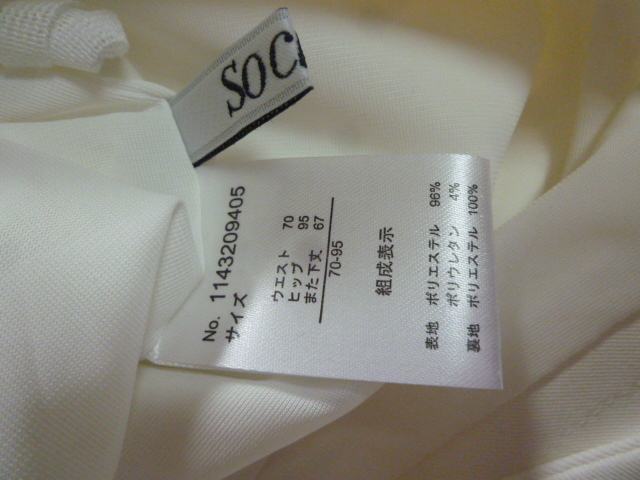 SOC
No. 1143209405
サイズ
ウエスト 70
ヒップ 95
また下丈 67
70-95
組成表示
表地 ポリエステル 96%
ポリウレタン 4%
裏地 ポリエステル 100%